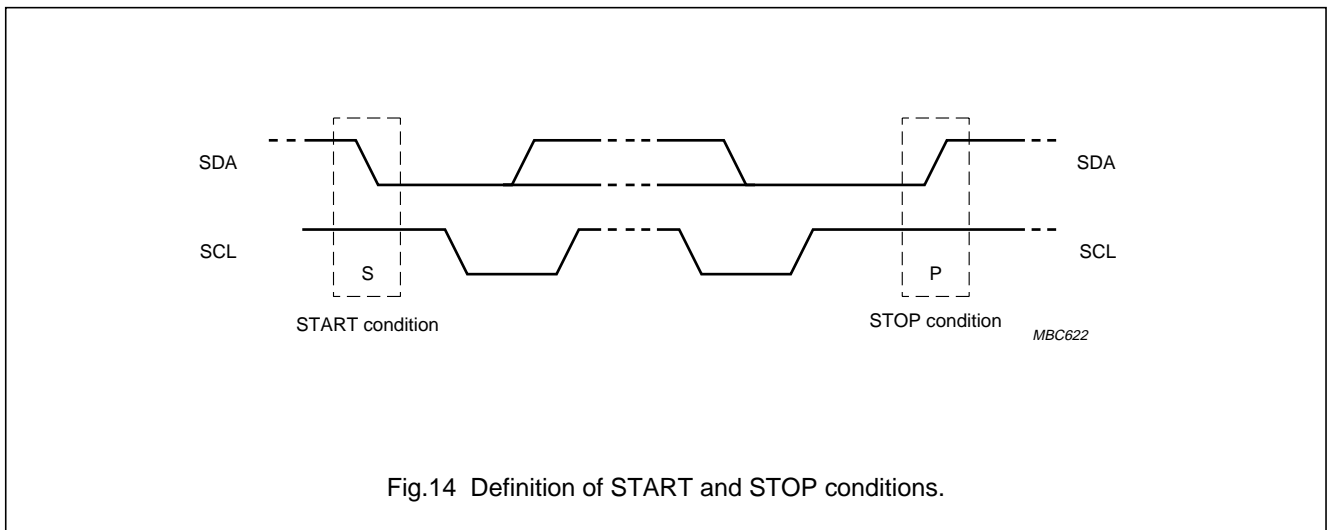 SDA SDA
SCL SCL
S P
START condition STOP condition
MBC622
Fig.14 Definition of START and STOP conditions.